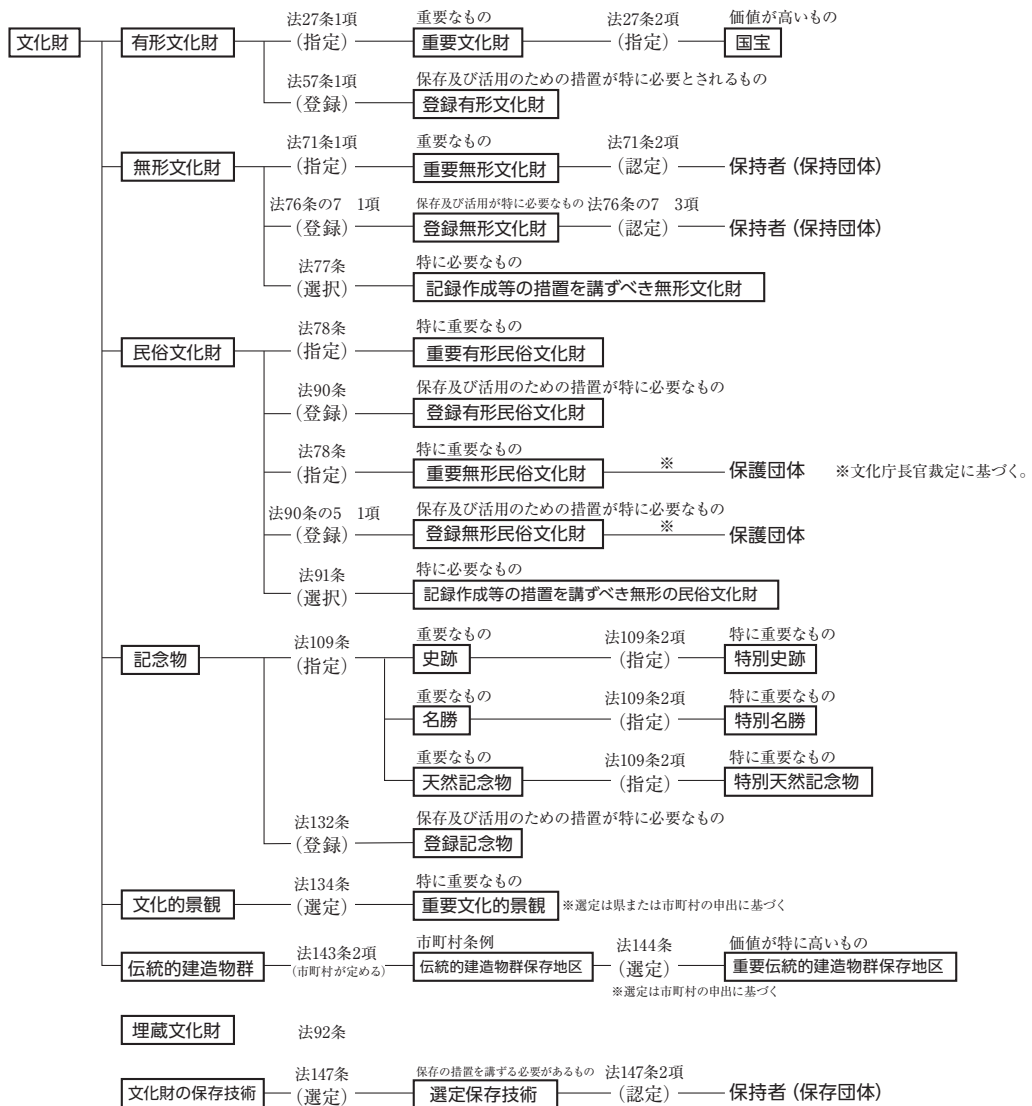 法27条1項 重要なもの 法27条2項 価値が高いもの
文化財 有形文化財 (指定) 重要文化財 (指定) 国宝
法57条1項 保存及び活用のための措置が特に必要とされるもの
(登録) 登録有形文化財
法71条1項 重要なもの 法71条2項
無形文化財 (指定) 重要無形文化財 (認定) 保持者(保持団体)
法76条の7 1項 保存及び活用が特に必要なもの 法76条の7 3項
(登録) 登録無形文化財 (認定) 保持者(保持団体)
法77条 特に必要なもの
(選択) 記録作成等の措置を講ずべき無形文化財
法78条 特に重要なもの
民俗文化財 (指定) 重要有形民俗文化財
法90条 保存及び活用のための措置が特に必要なもの
(登録) 登録有形民俗文化財
法78条 特に重要なもの
(指定) 重要無形民俗文化財 ※ 保護団体 ※文化庁長官裁定に基づく。
法90条の5 1項 保存及び活用のための措置が特に必要なもの
(登録) 登録無形民俗文化財 ※ 保護団体
法91条 特に必要なもの
(選択) 記録作成等の措置を講ずべき無形の民俗文化財
法109条 重要なもの 法109条2項 特に重要なもの
記念物 (指定) 史跡 (指定) 特別史跡
重要なもの 法109条2項 特に重要なもの
名勝 (指定) 特別名勝
重要なもの 法109条2項 特に重要なもの
天然記念物 (指定) 特別天然記念物
法132条 保存及び活用のための措置が特に必要なもの
(登録) 登録記念物
法134条 特に重要なもの
文化的景観 (選定) 重要文化的景観 ※選定は県または市町村の申出に基づく
法143条2項 市町村条例 法144条 価値が特に高いもの
伝統的建造物群 (市町村が定める) 伝統的建造物群保存地区 (選定) 重要伝統的建造物群保存地区
※選定は市町村の申出に基づく
埋蔵文化財 法92条
法147条 保存の措置を講ずる必要があるもの 法147条2項
文化財の保存技術 (選定) 選定保存技術 (認定) 保持者(保存団体)